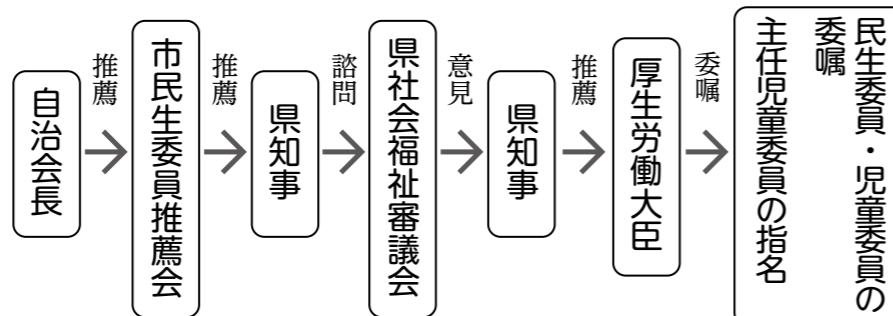 自治会長
推薦
市民生委員推薦会
推薦
県知事
諮問
県社会福祉審議会
意見
県知事
推薦
厚生労働大臣
委嘱
民生委員・児童委員の
委嘱
主任児童委員の指名